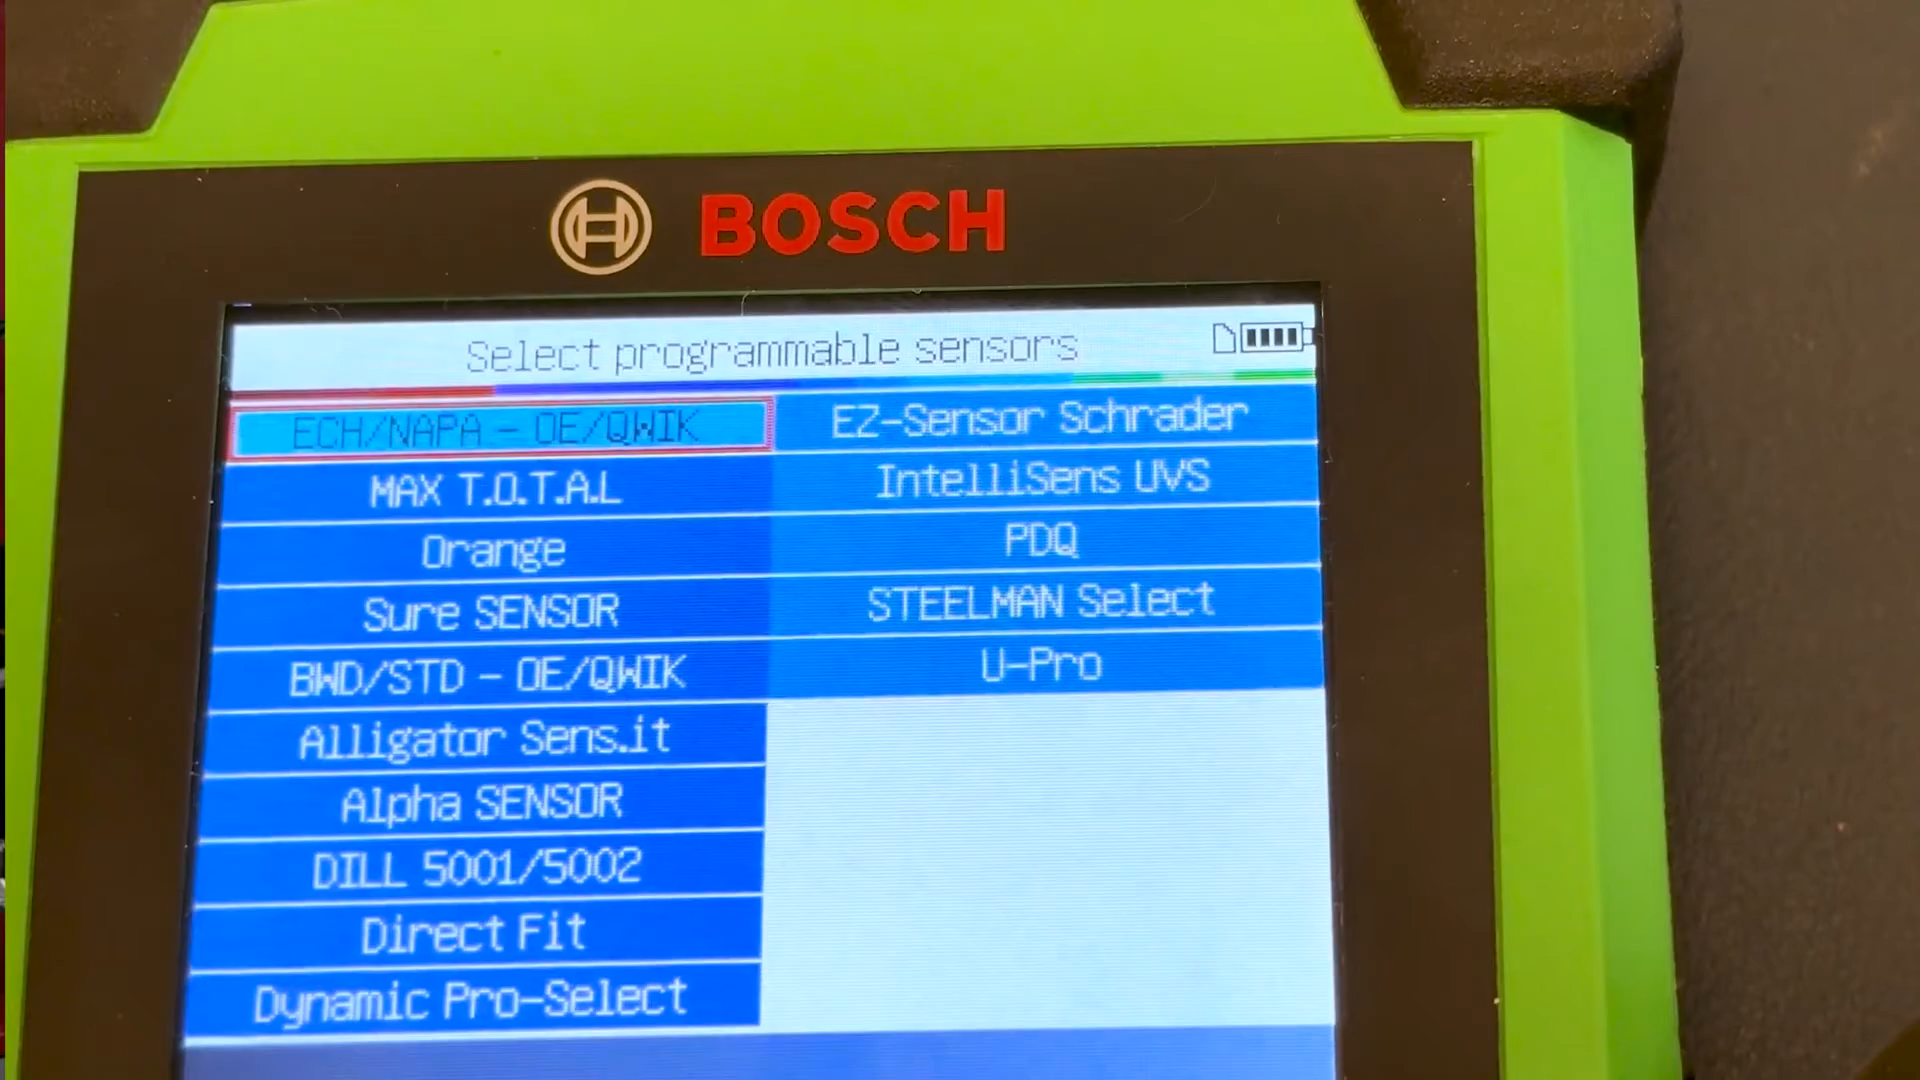 BOSCH
Select programmable sensors
ECH/NAPA - OE/QWIK
MAX T.O.T.A.L
Orange
Sure SENSOR
BWD/STD - OE/QWIK
Alligator Sens.it
Alpha SENSOR
DILL 5001/5002
Direct Fit
Dynamic Pro-Select
EZ-Sensor Schrader
IntelliSens UVS
PDQ
STEELMAN Select
U-Pro